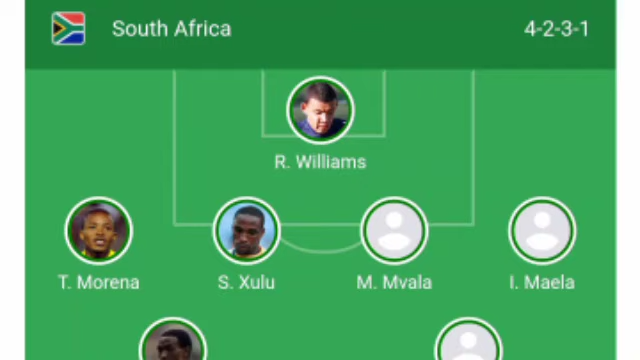 South Africa 4-2-3-1
R. Williams
T. Morena S. Xulu M. Mvala I. Maela